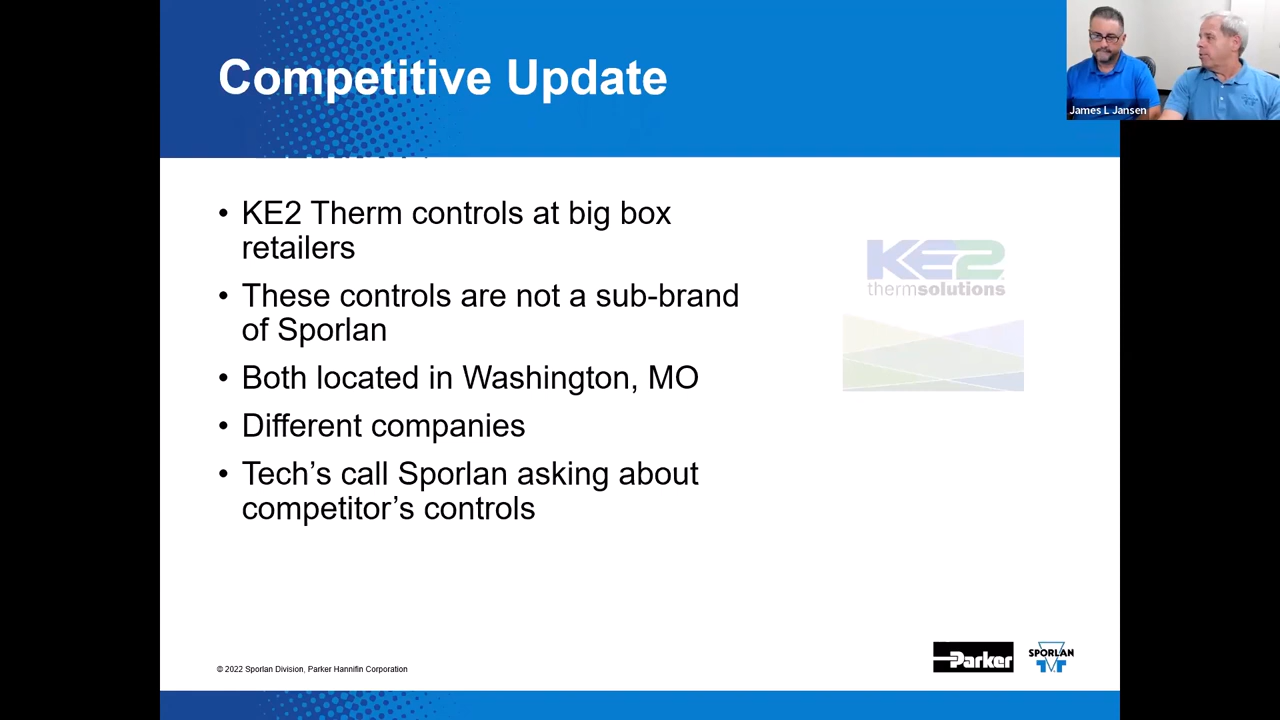 Competitive Update
James L Jansen
• KE2 Therm controls at big box
retailers
• These controls are not a sub-brand
of Sporlan
• Both located in Washington, MO
• Different companies
• Tech’s call Sporlan asking about
competitor’s controls
KE2
thermsolutions
© 2022 Sporlan Division, Parker Hannifin Corporation
Parker
SPORLAN